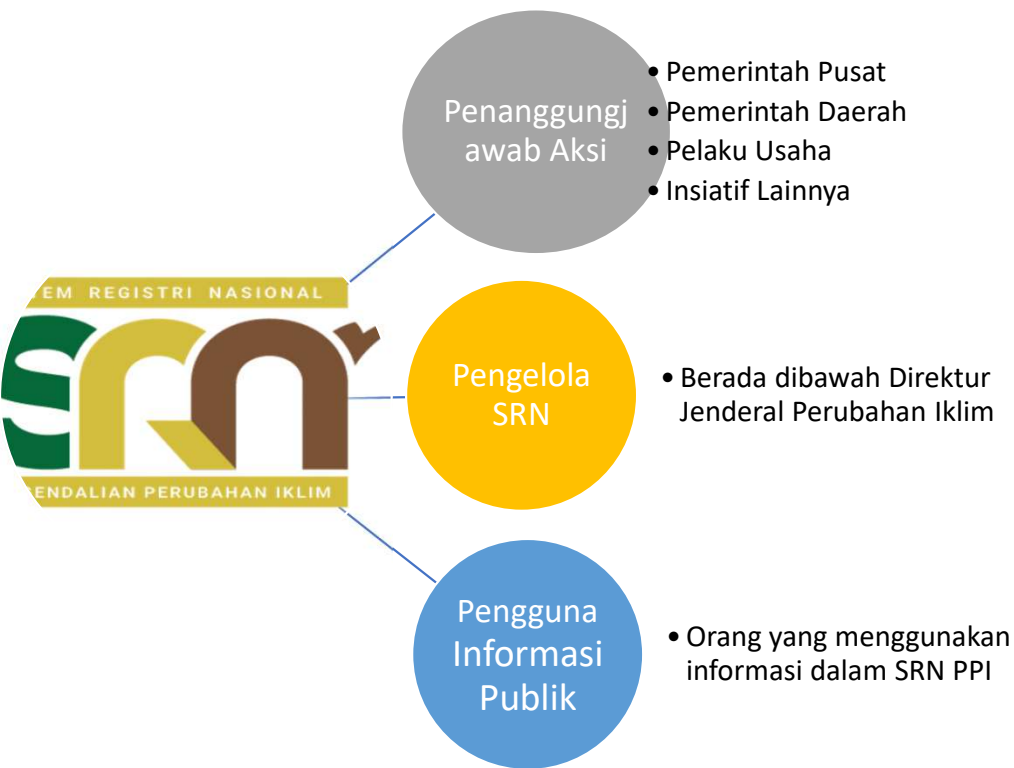 Penanggungj
awab Aksi
• Pemerintah Pusat
• Pemerintah Daerah
• Pelaku Usaha
• Insiatif Lainnya
EM REGISTRI NASIONAL
srn
ENDALIAN PERUBAHAN IKLIM
Pengelola
SRN
• Berada dibawah Direktur
Jenderal Perubahan Iklim
Pengguna
Informasi
Publik
• Orang yang menggunakan
informasi dalam SRN PPI